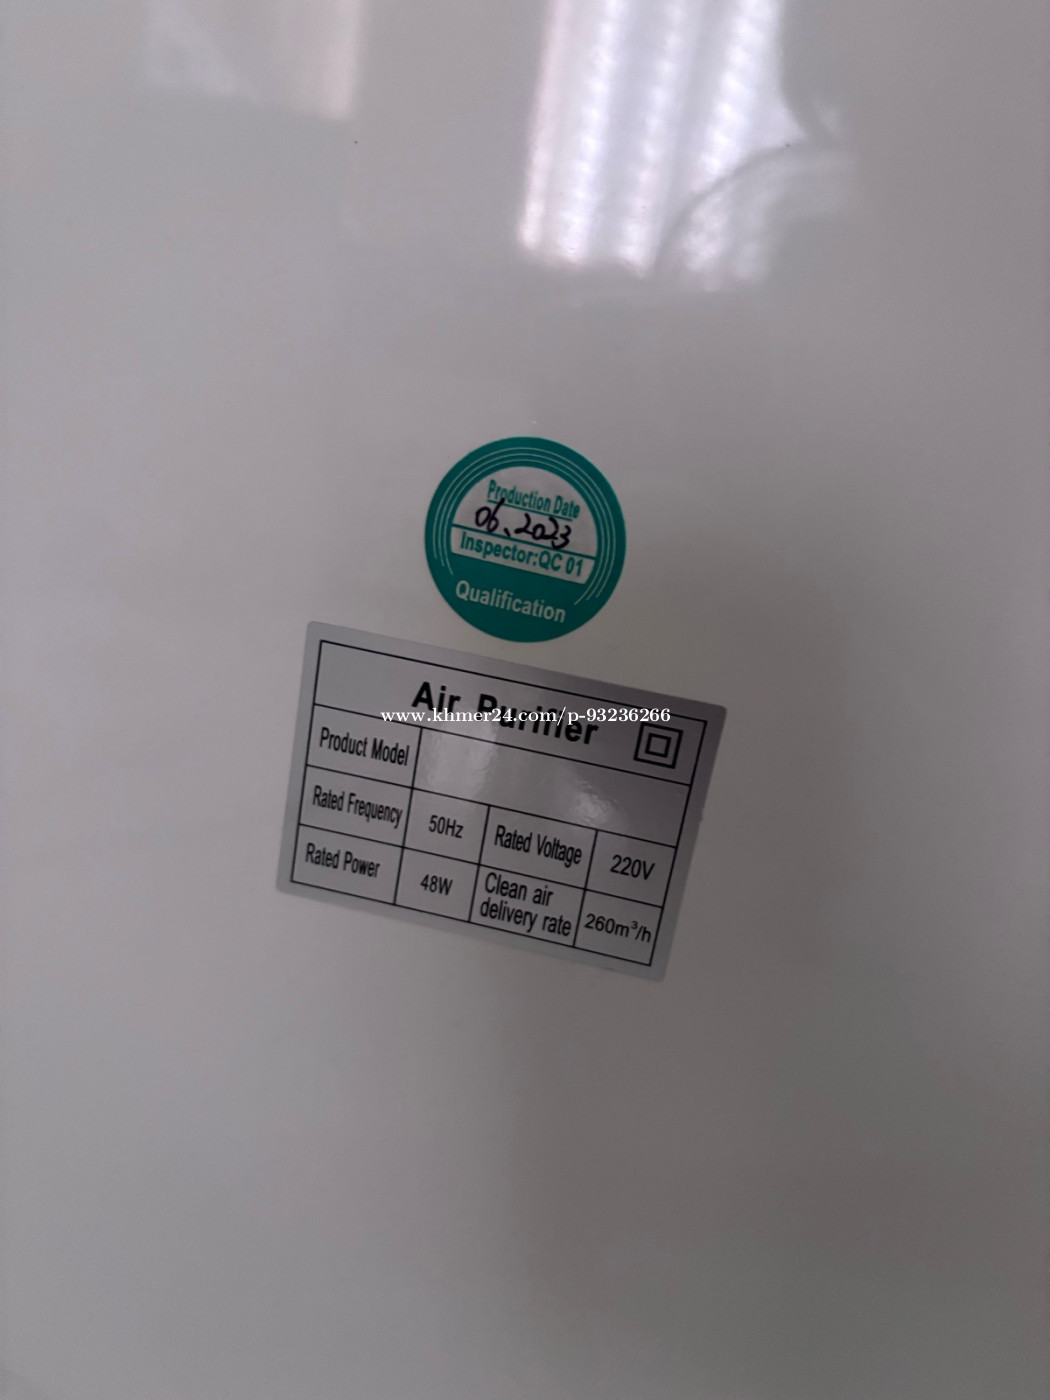 Production Date
06.2023
Inspector:QC 01
Qualification
Air Purifier
www.khmer24.com/p-93236266
Product Model
Rated Frequency 50Hz Rated Voltage 220V
Rated Power 48W Clean air delivery rate 260m³/h